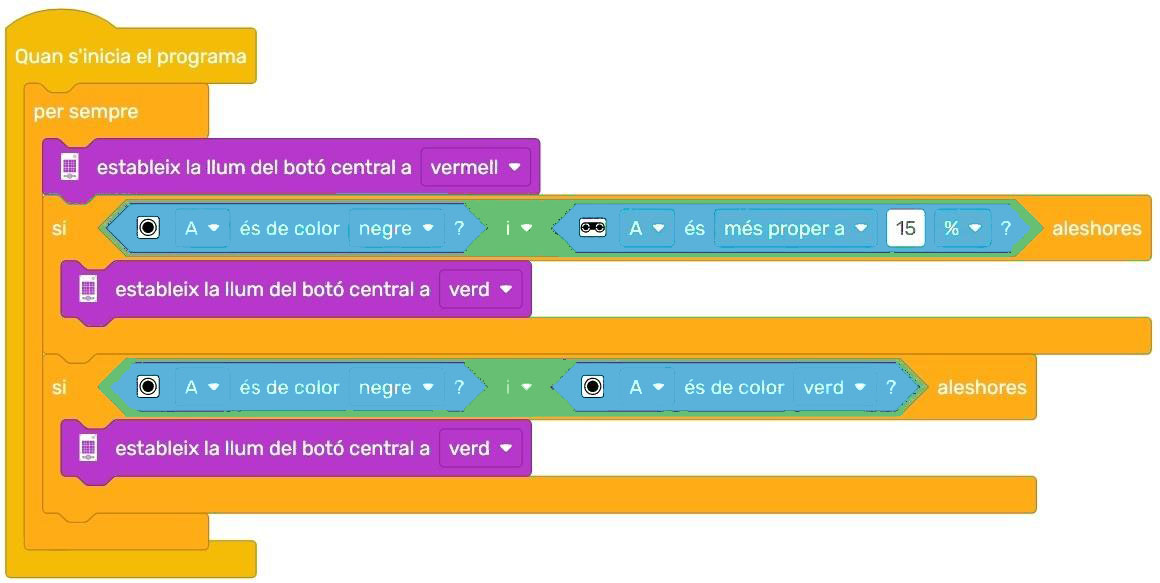 Quan s'inicia el programa
per sempre
estableix la llum del botó central a vermell
si A és de color negre ? i A és més proper a 15 % ? aleshores
estableix la llum del botó central a verd
si A és de color negre ? i A és de color verd ? aleshores
estableix la llum del botó central a verd